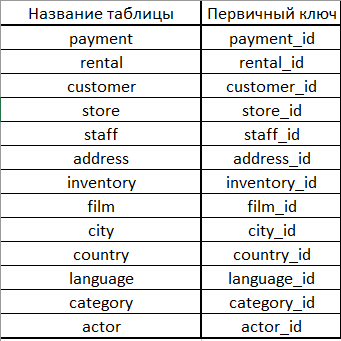 Название таблицы Первичный ключ
payment payment_id
rental rental_id
customer customer_id
store store_id
staff staff_id
address address_id
inventory inventory_id
film film_id
city city_id
country country_id
language language_id
category category_id
actor actor_id